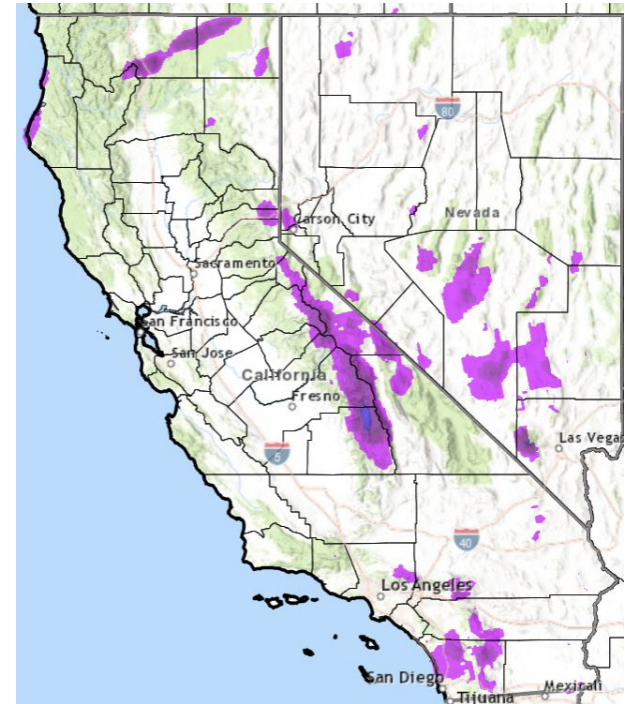 80
Carson City
Nevada
Sacramento
San Francisco
San Jose
California
Fresno
5
Las Vegas
40
Los Angeles
San Diego
Tijuana
Mexicali